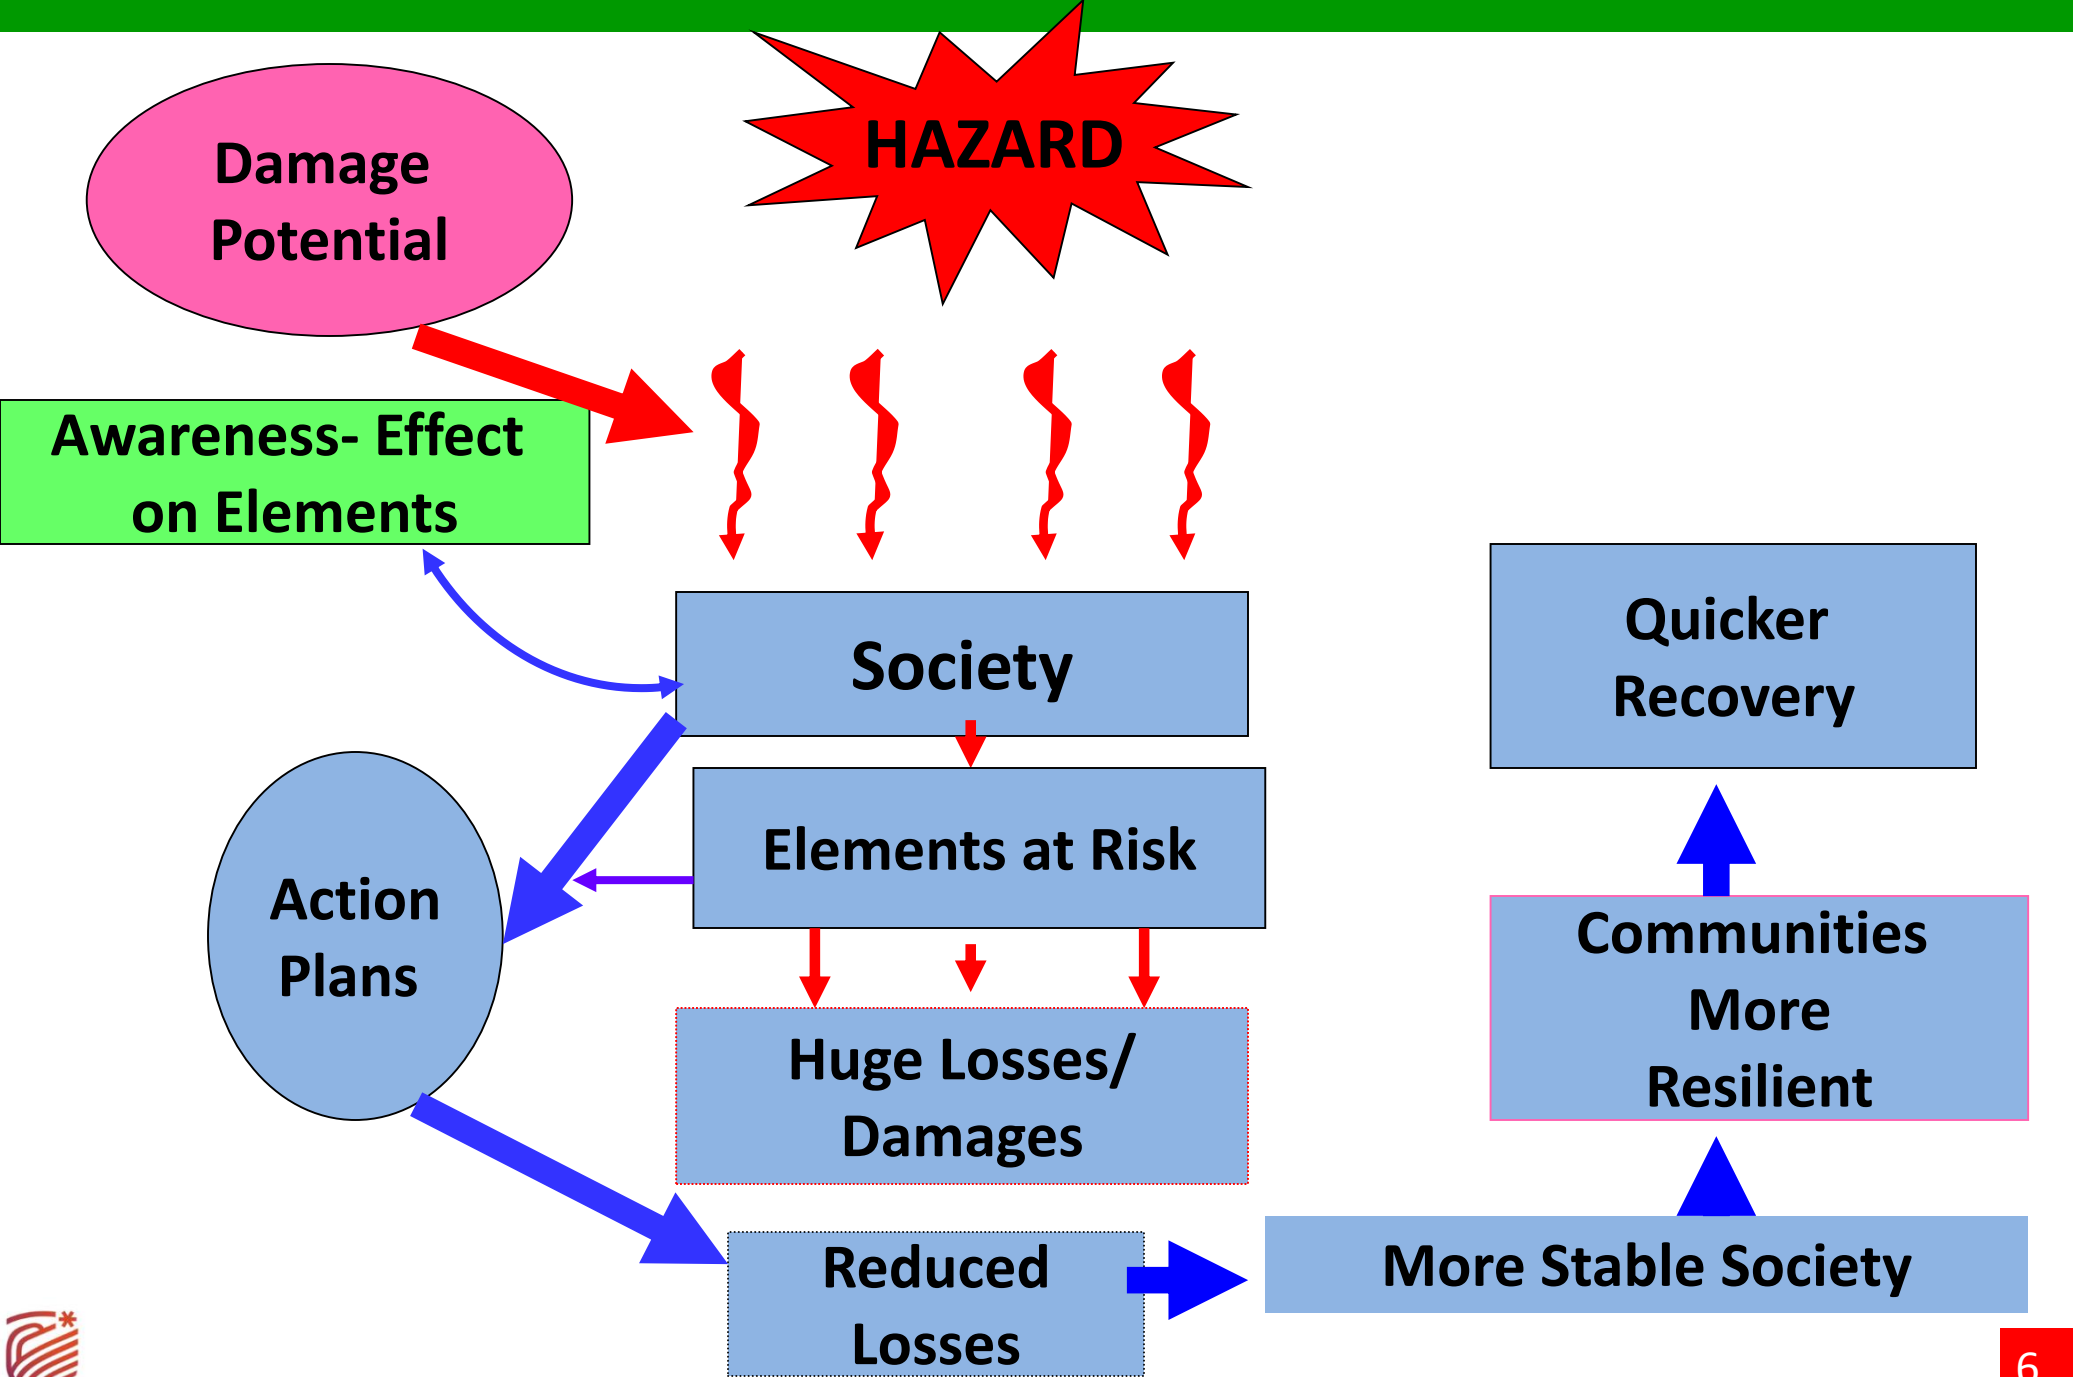 HAZARD
Damage
Potential
Awareness- Effect
on Elements
Society
Quicker
Recovery
Elements at Risk
Action
Plans
Communities
More
Resilient
Huge Losses/
Damages
Reduced
Losses
More Stable Society
6